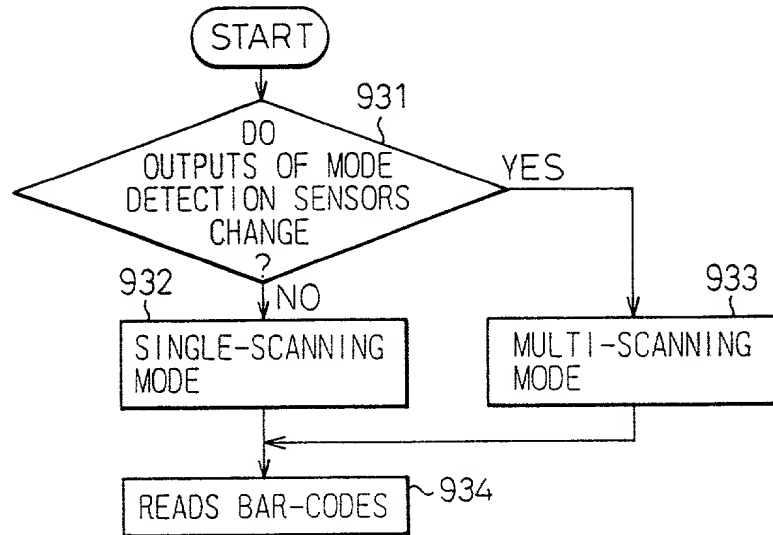 START
931
DO
OUTPUTS OF MODE
DETECTION SENSORS
CHANGE
?
YES
932
NO
933
SINGLE-SCANNING
MODE
MULTI-SCANNING
MODE
READS BAR-CODES
934